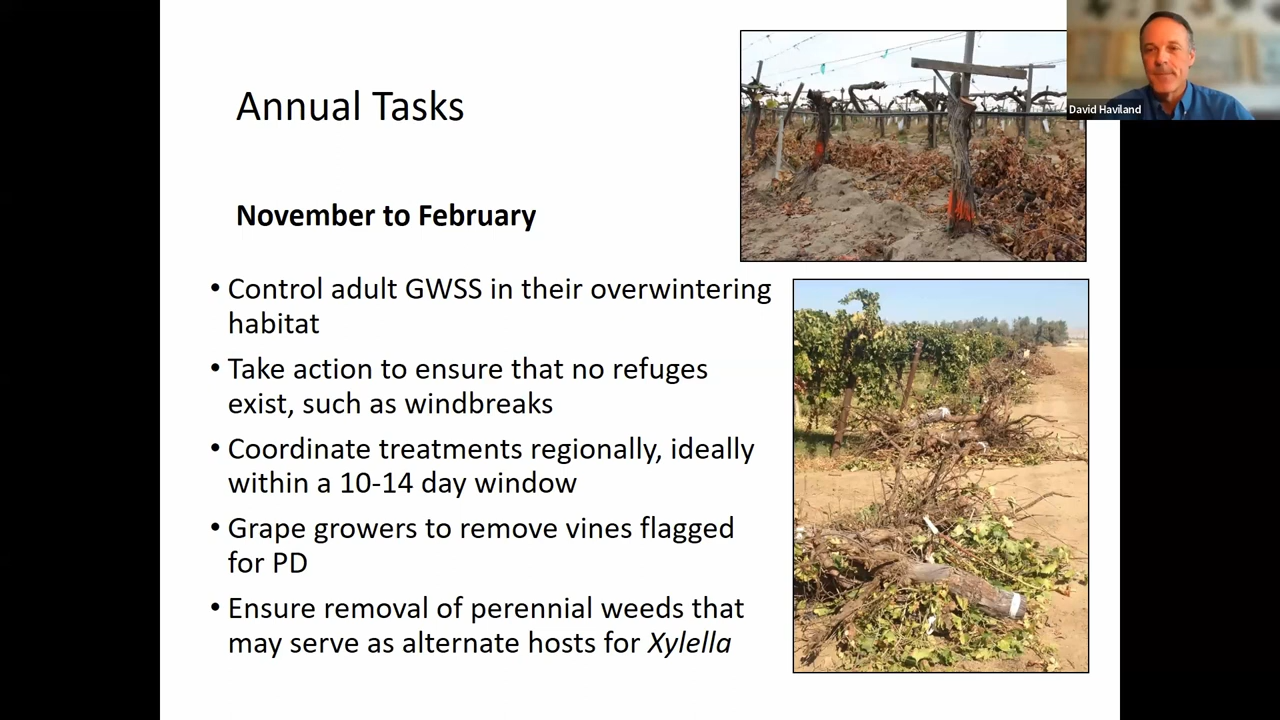 Annual Tasks
David Haviland
November to February
• Control adult GWSS in their overwintering
habitat
• Take action to ensure that no refuges
exist, such as windbreaks
• Coordinate treatments regionally, ideally
within a 10-14 day window
• Grape growers to remove vines flagged
for PD
• Ensure removal of perennial weeds that
may serve as alternate hosts for Xylella